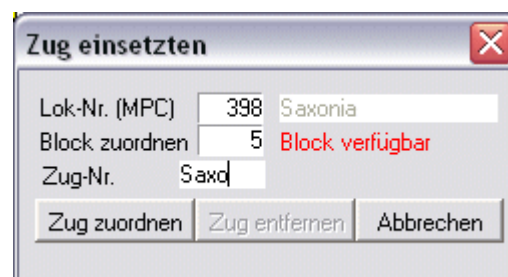 Zug einsetzten
Lok-Nr. (MPC) 398 Saxonia
Block zuordnen 5 Block verfügbar
Zug-Nr. Saxo
Zug zuordnen Zug entfernen Abbrechen